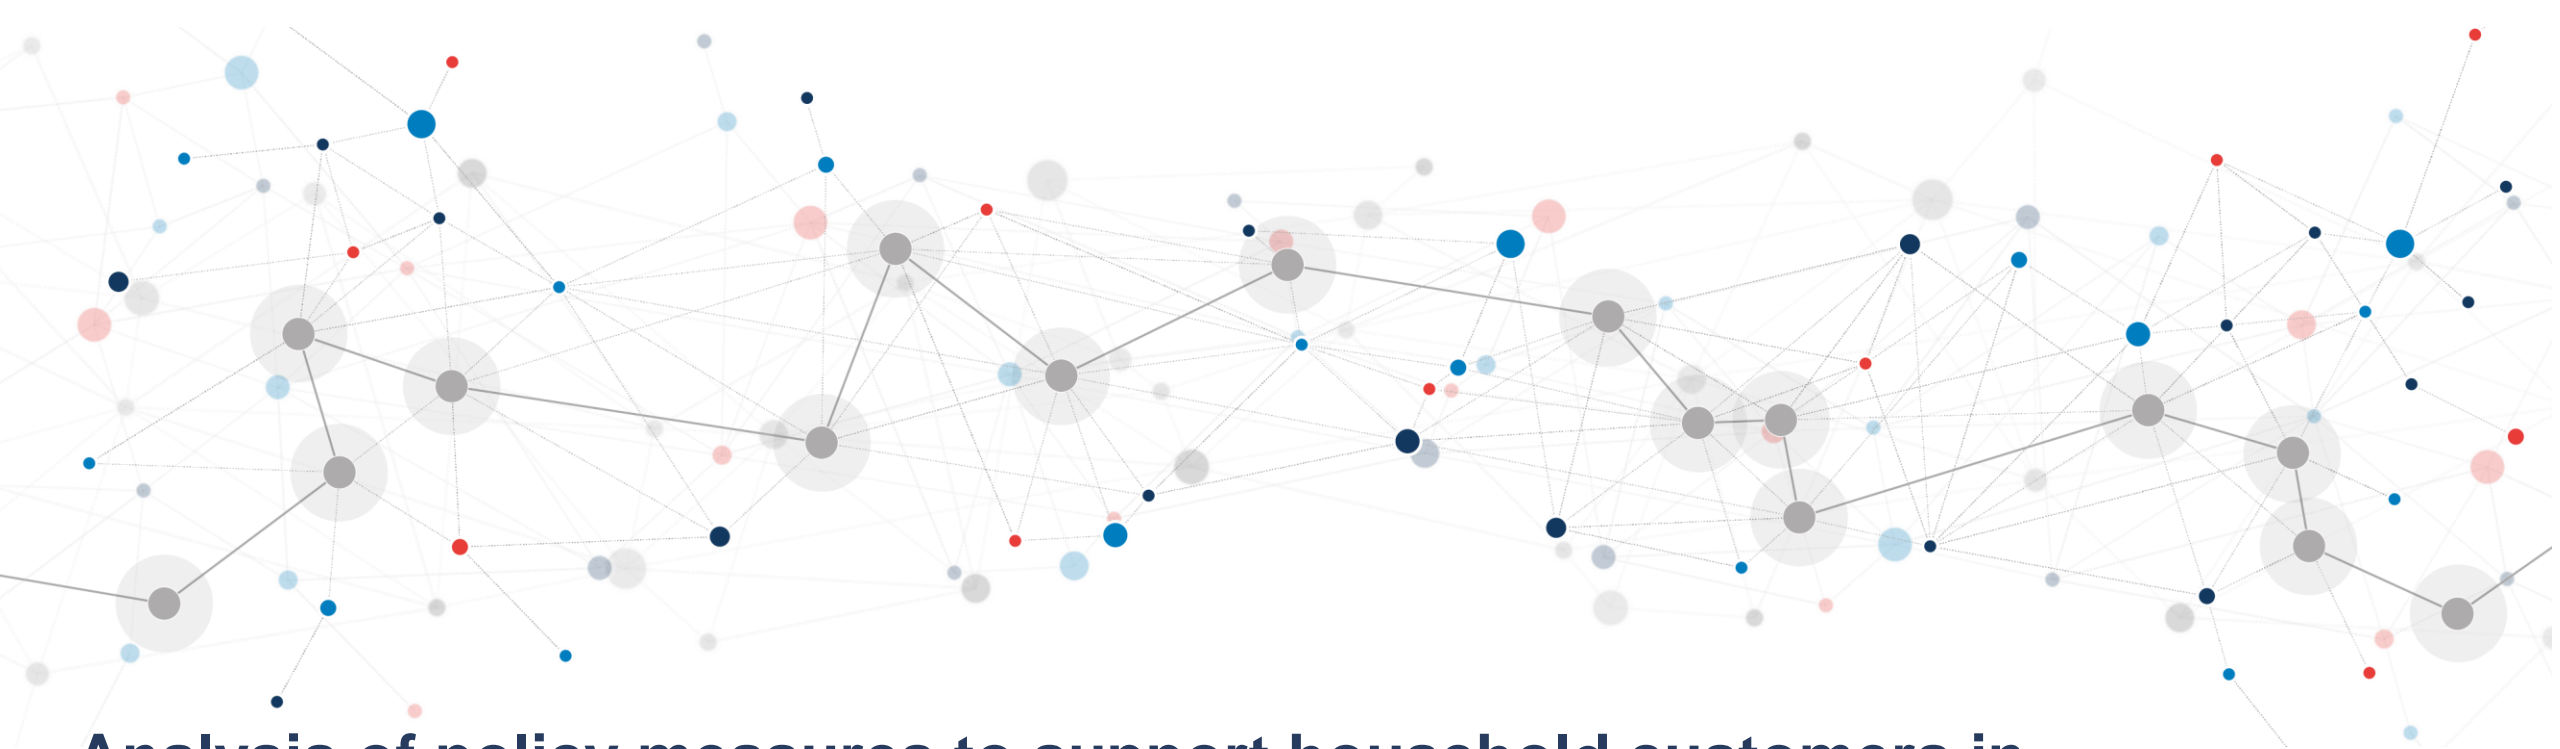 Analysis of policy measures to support household customers in